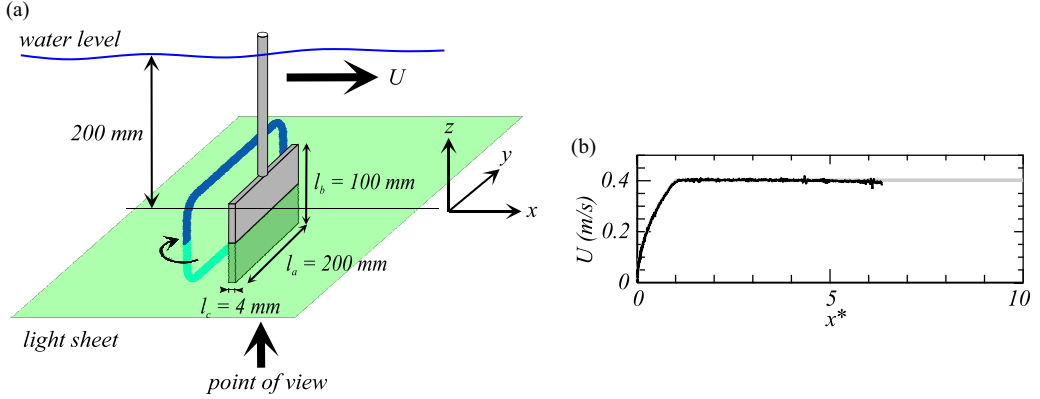 (a)
water level
U
200 mm
z
y
x
l_b = 100 mm
l_a = 200 mm
l_c = 4 mm
light sheet
point of view
(b)
U (m/s)
0.4
0.2
0
0
5
10
x*